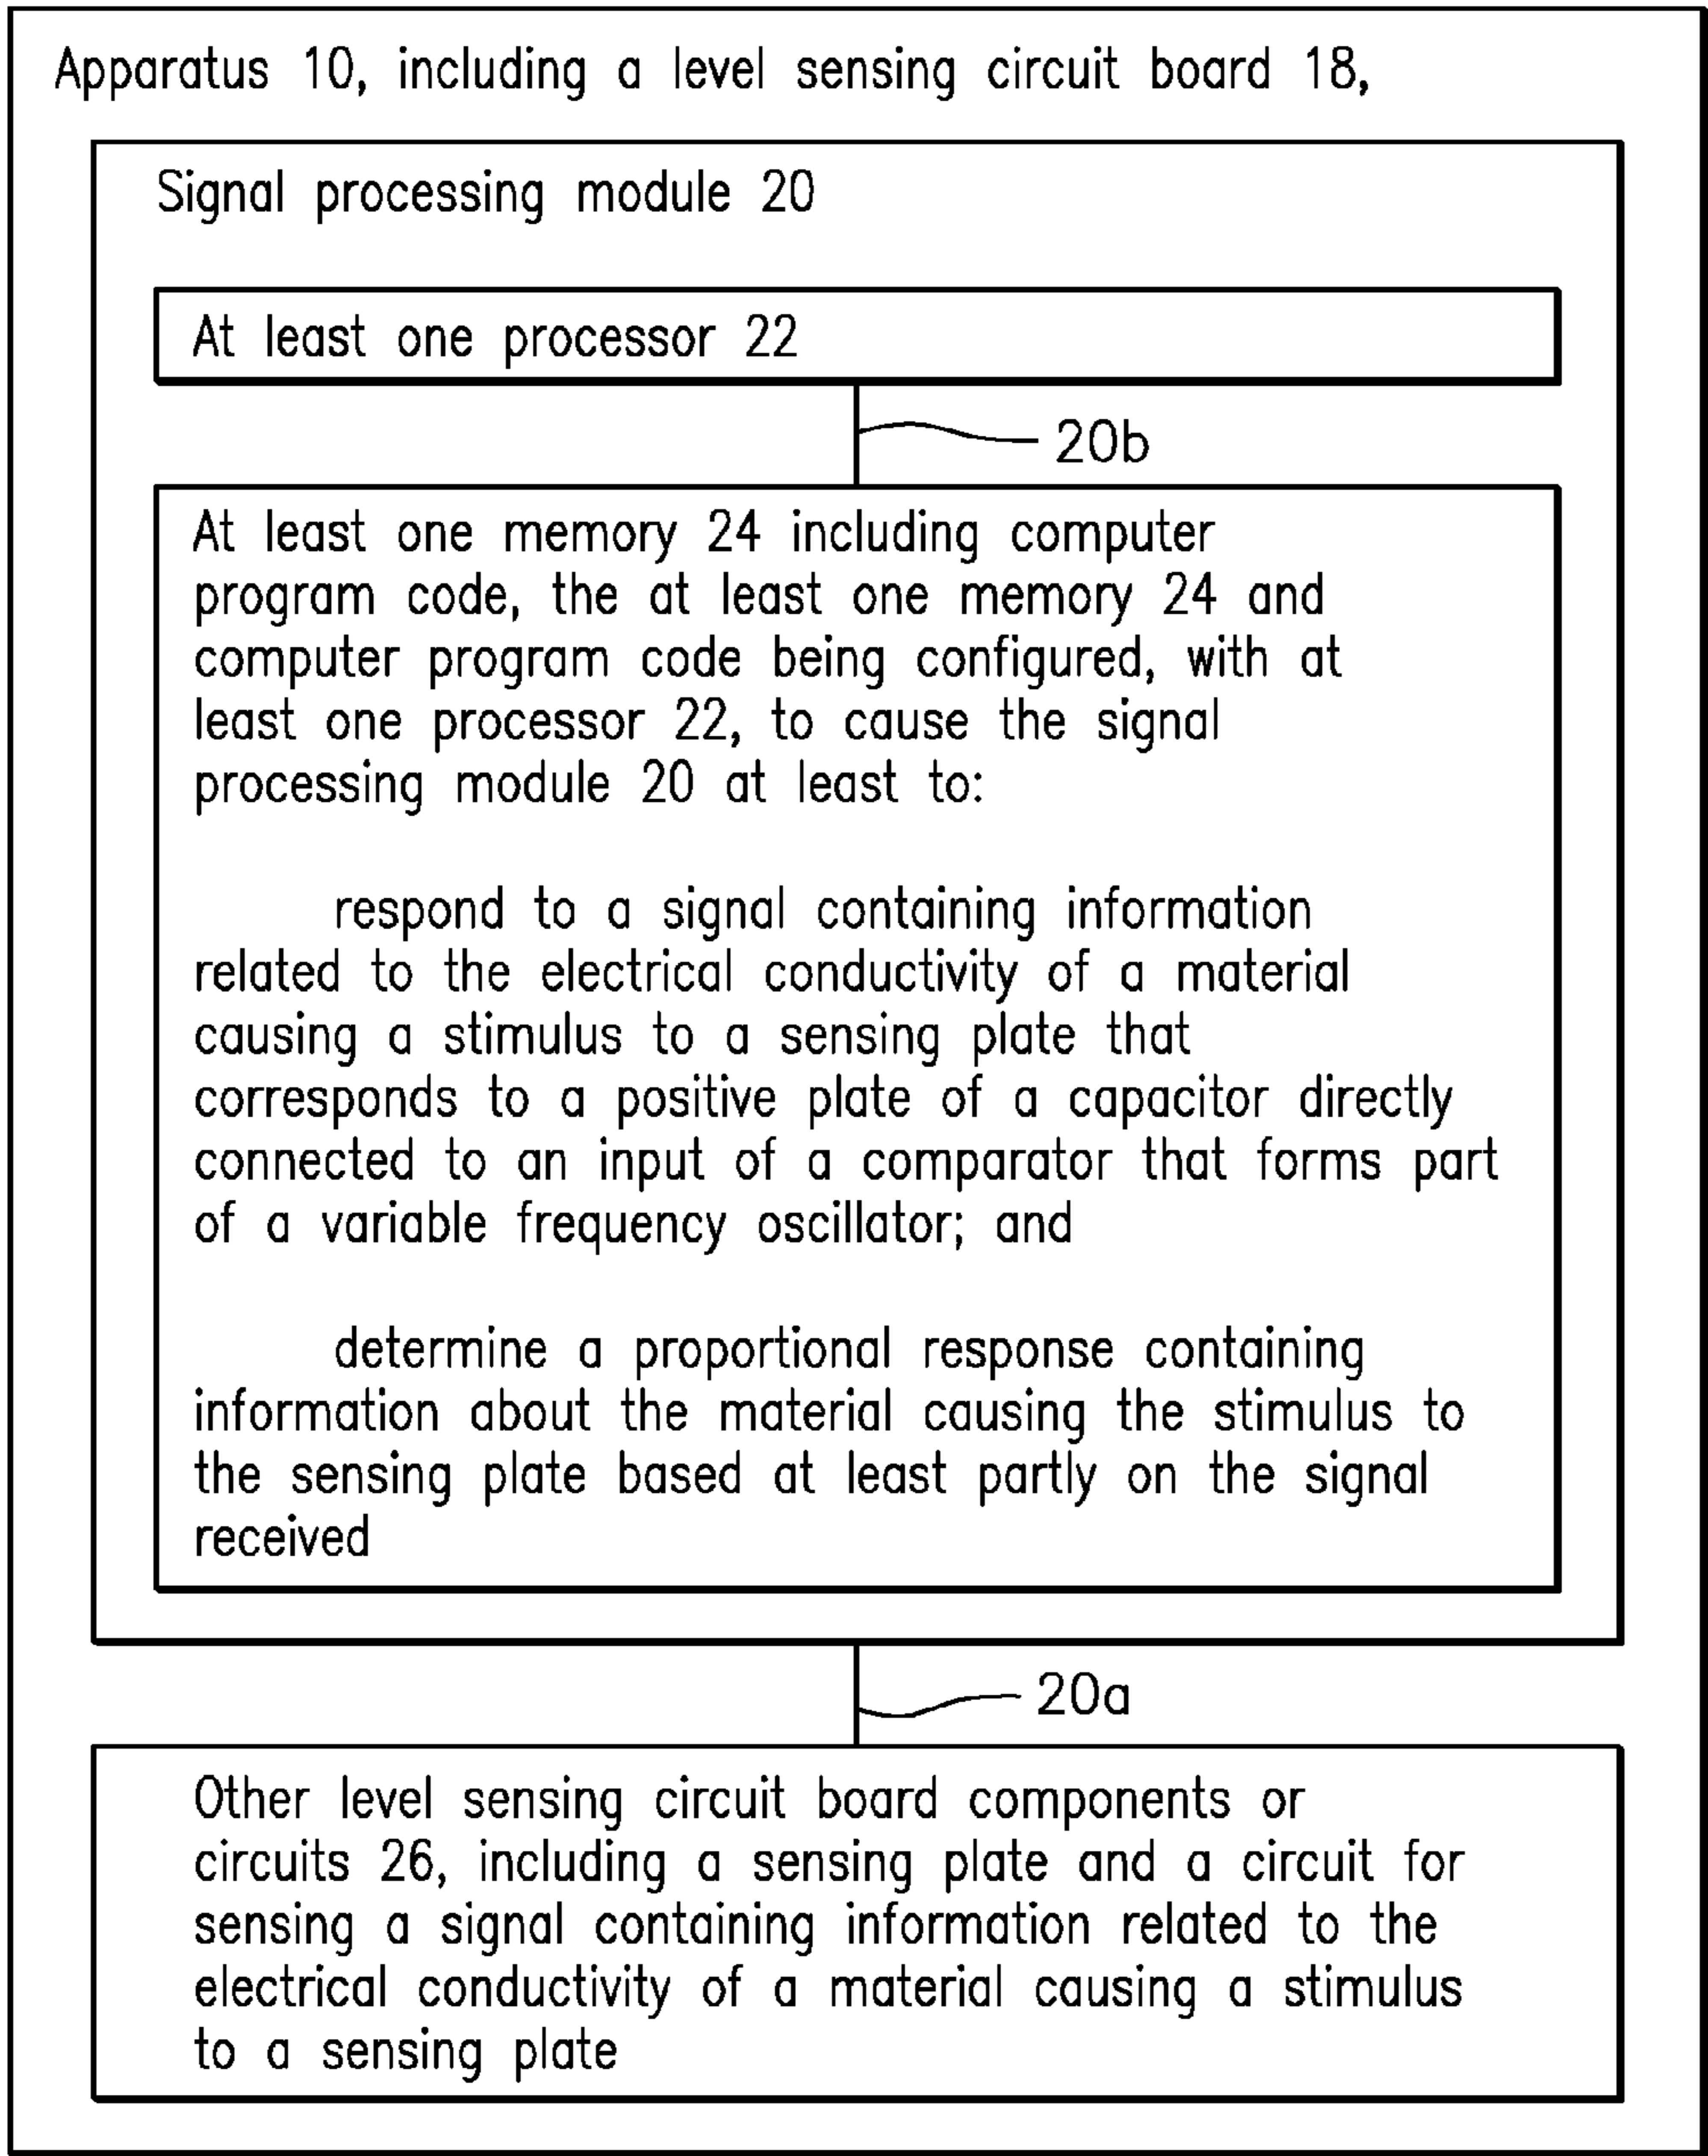 Apparatus 10, including a level sensing circuit board 18,
Signal processing module 20
At least one processor 22
20b
At least one memory 24 including computer
program code, the at least one memory 24 and
computer program code being configured, with at
least one processor 22, to cause the signal
processing module 20 at least to:
respond to a signal containing information
related to the electrical conductivity of a material
causing a stimulus to a sensing plate that
corresponds to a positive plate of a capacitor directly
connected to an input of a comparator that forms part
of a variable frequency oscillator; and
determine a proportional response containing
information about the material causing the stimulus to
the sensing plate based at least partly on the signal
received
20a
Other level sensing circuit board components or
circuits 26, including a sensing plate and a circuit for
sensing a signal containing information related to the
electrical conductivity of a material causing a stimulus
to a sensing plate